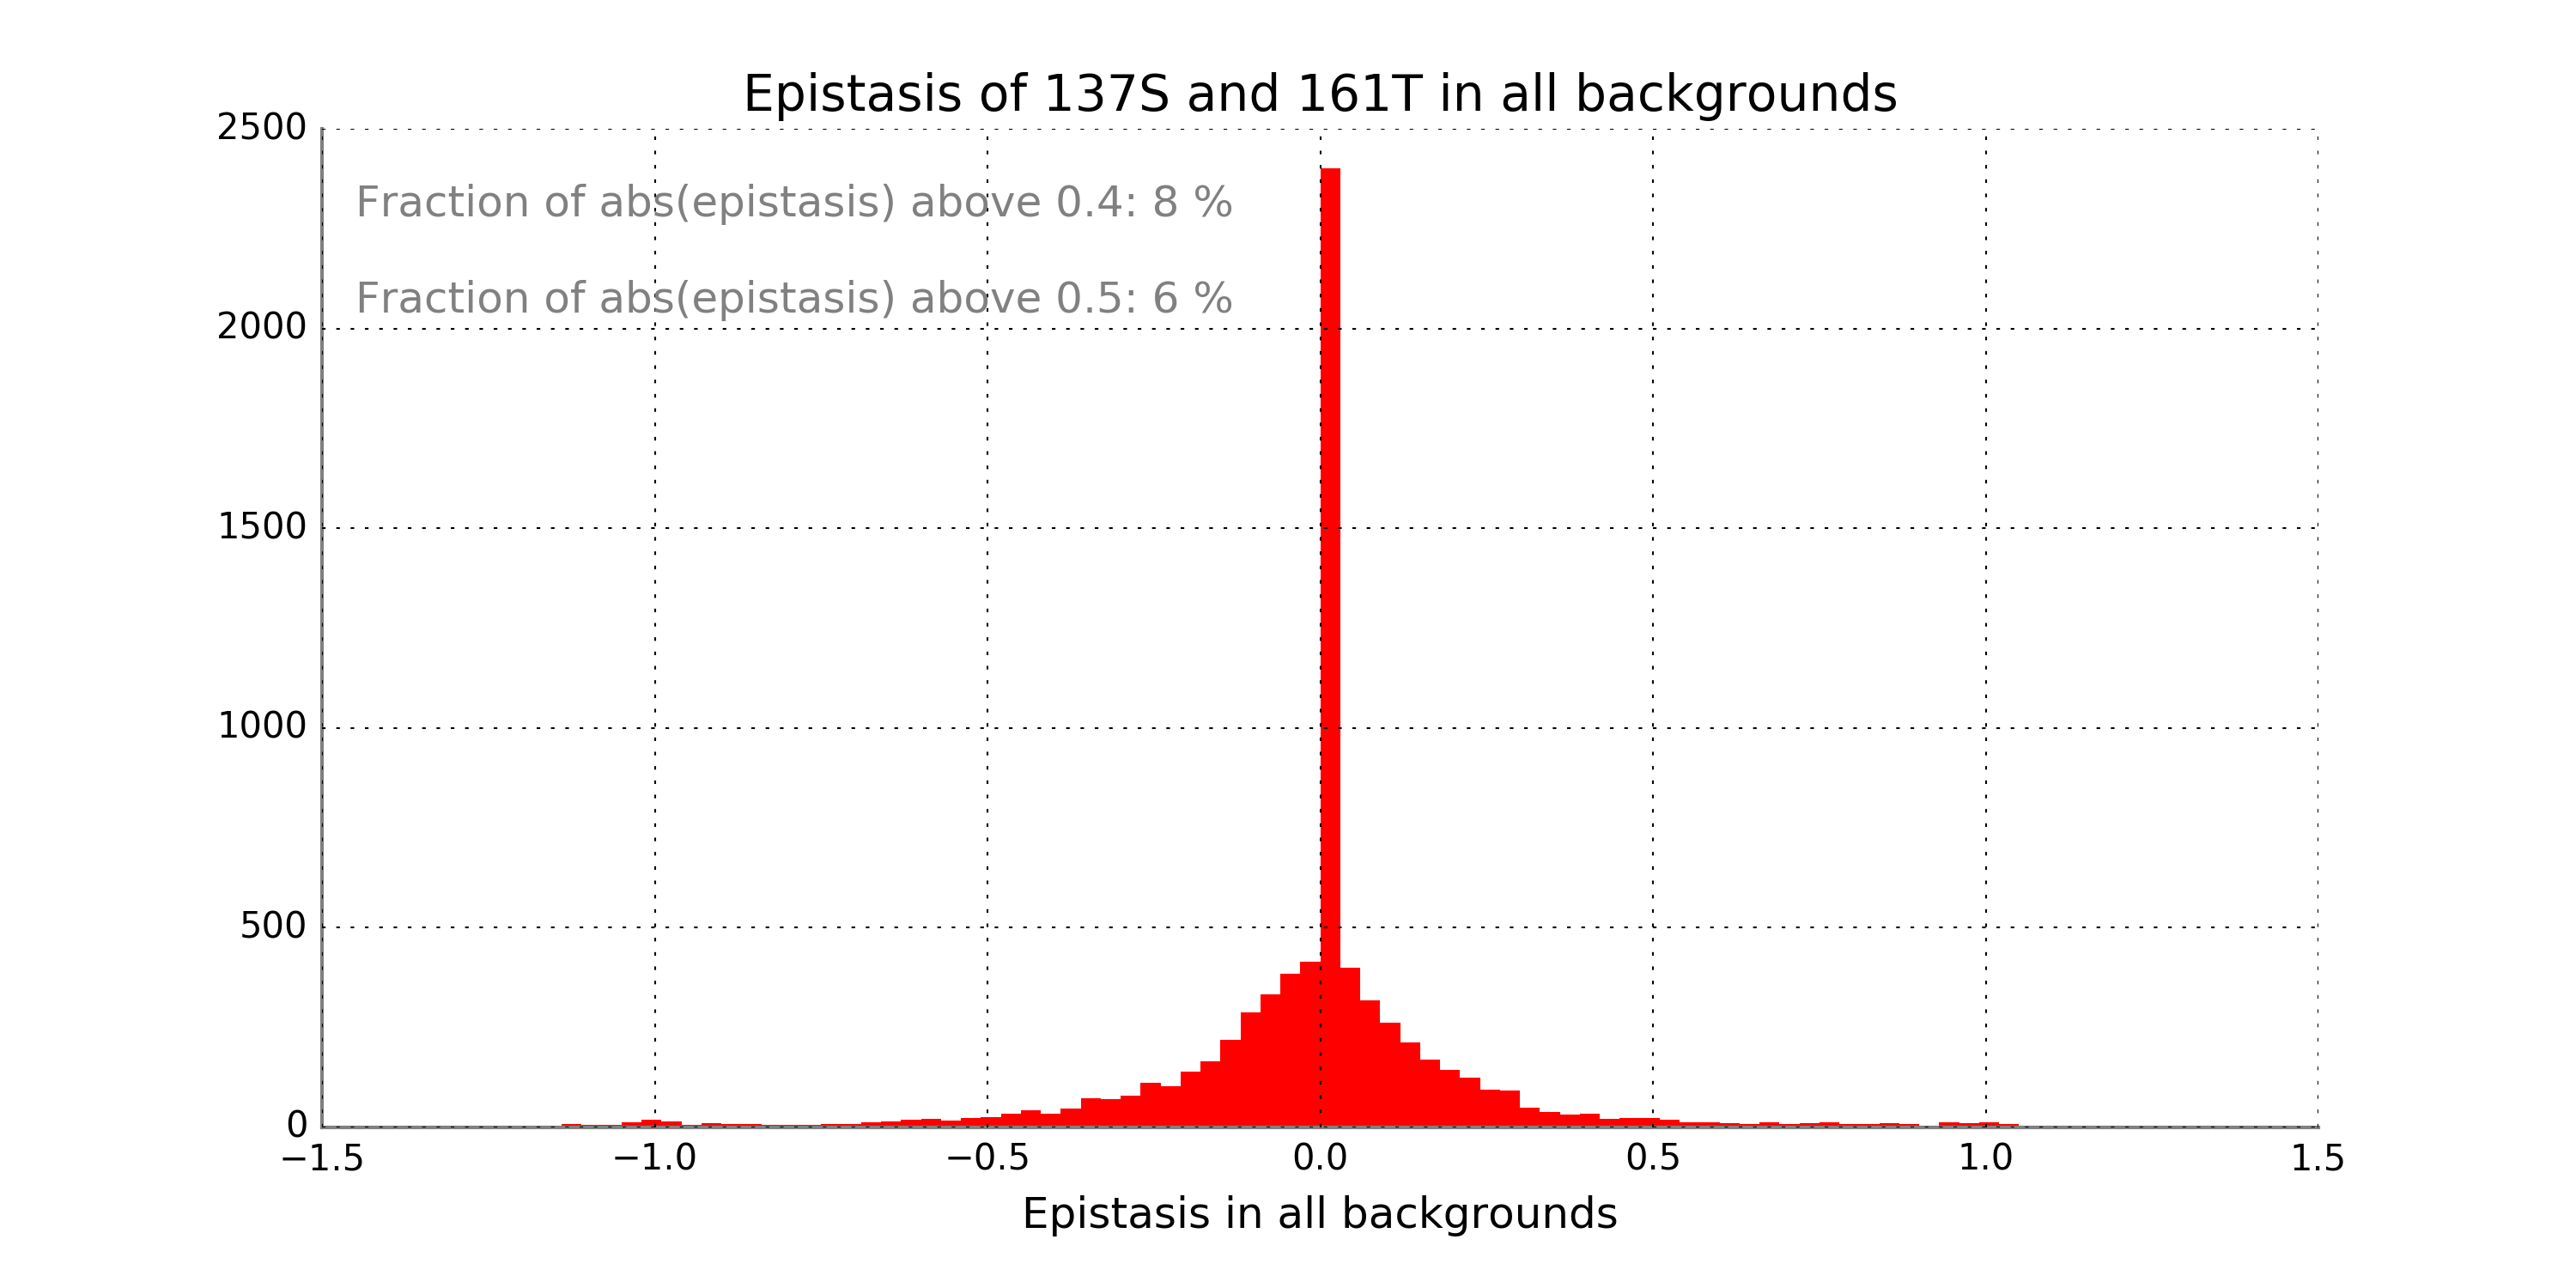 Epistasis of 137S and 161T in all backgrounds
2500
Fraction of abs(epistasis) above 0.4: 8 %
Fraction of abs(epistasis) above 0.5: 6 %
2000
1500
1000
500
0
−1.5 −1.0 −0.5 0.0 0.5 1.0 1.5
Epistasis in all backgrounds